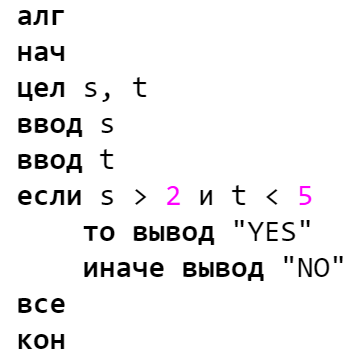 алг
нач
цел s, t
ввод s
ввод t
если s > 2 и t < 5
то вывод "YES"
иначе вывод "NO"
все
кон